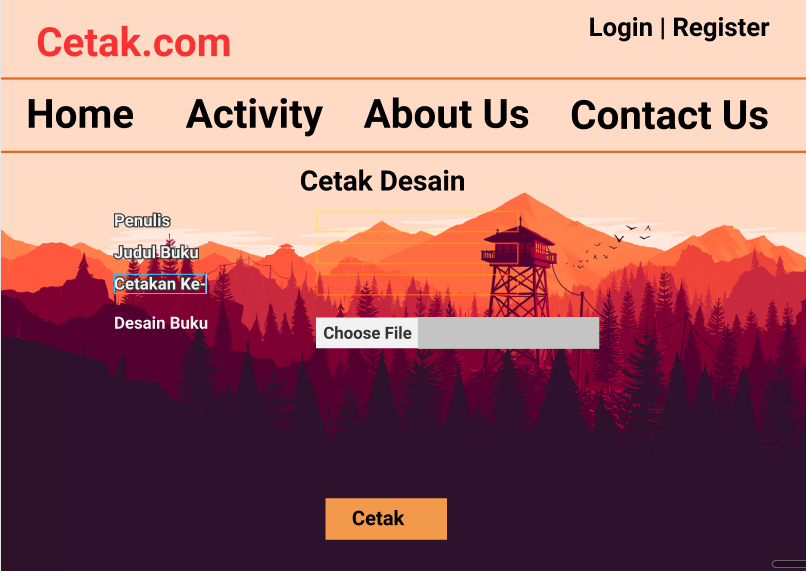 Cetak.com
Login | Register
Home Activity About Us Contact Us
Cetak Desain
Penulis
Judul Buku
Cetakan Ke-
Desain Buku
Choose File
Cetak